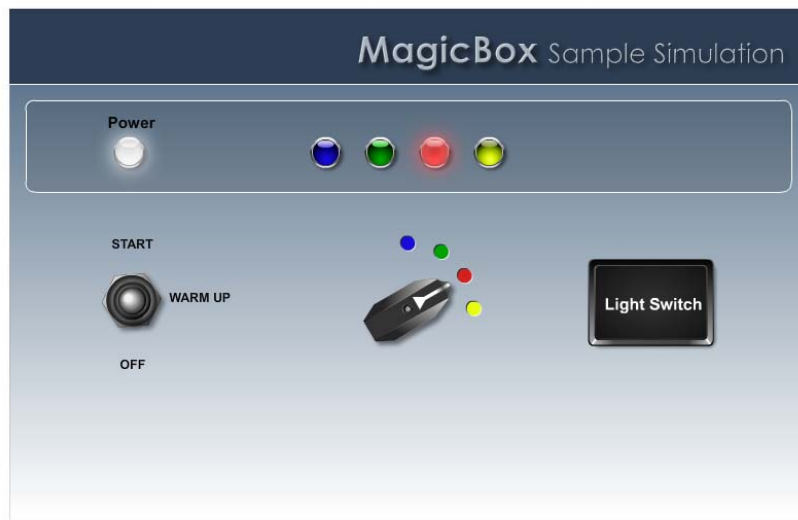 MagicBox Sample Simulation
Power
START
WARM UP
OFF
Light Switch